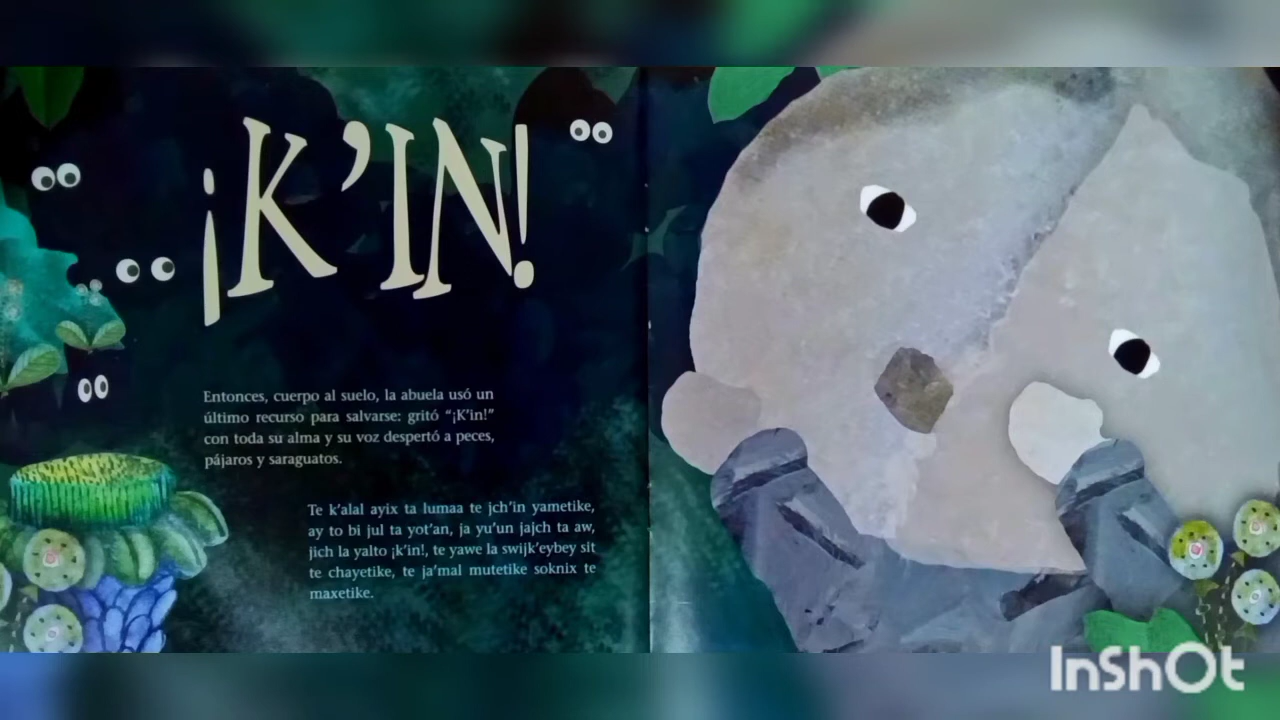 ¡K’IN!
Entonces, cuerpo al suelo, la abuela usó un
último recurso para salvarse: gritó “¡K’in!”
con toda su alma y su voz despertó a peces,
pájaros y saraguatos.
Te k’alal ayix ta lumaa te jch’in yametike,
ay to bi jul ta yot’an, ja yu’un jajch ta aw,
jich la yalto ¡k’in!, te yawe la swijk’eybey sit
te chayetike, te ja’mal mutetike soknix te
maxetike.
InShOt